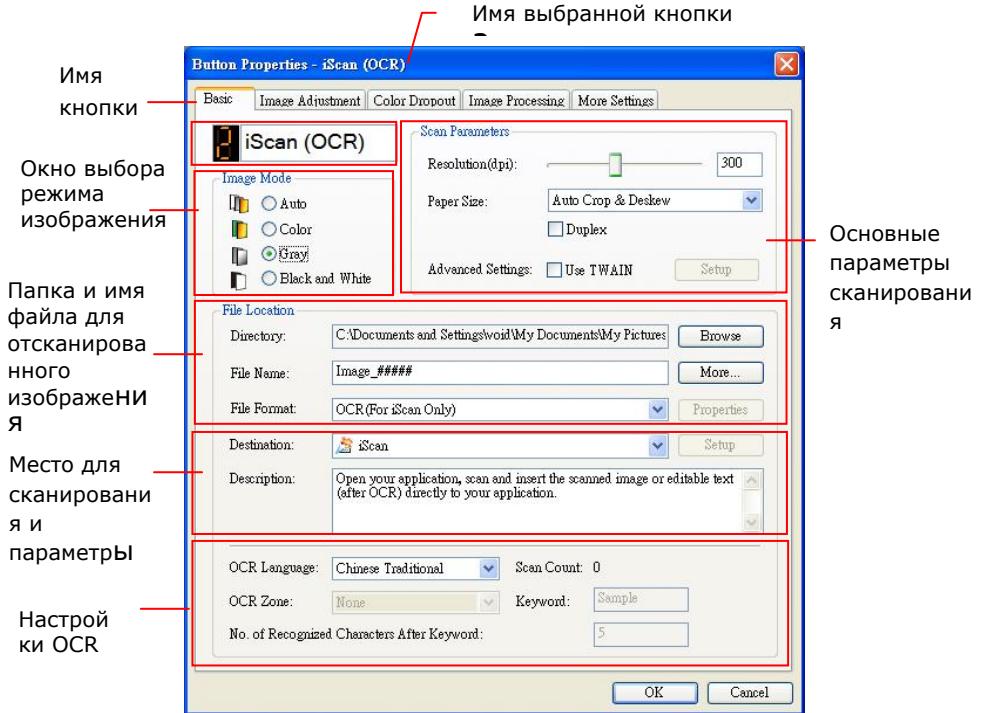 Имя выбранной кнопки
Button Properties - iScan (OCR)
Имя
кнопки
Basic Image Adjustment Color Dropout Image Processing More Settings
2 iScan (OCR)
Scan Parameters
Resolution(dpi): 300
Paper Size: Auto Crop & Deskew
Duplex
Advanced Settings: Use TWAIN Setup
Окно выбора
режима
изображения
Image Mode
Auto
Color
Gray
Black and White
Основные
параметры
сканировани
я
Папка и имя
файла для
отсканирова
нного
изображеНИ
Я
File Location
Directory: C:\Documents and Settings\void\My Documents\My Pictures Browse
File Name: Image_##### More...
File Format: OCR(For iScan Only) Properties
Место для
сканировани
я и
параметрЫ
Destination: iScan Setup
Description: Open your application, scan and insert the scanned image or editable text
(after OCR) directly to your application.
Настрой
ки OCR
OCR Language: Chinese Traditional Scan Count: 0
OCR Zone: None Keyword: Sample
No. of Recognized Characters After Keyword: 5
OK Cancel